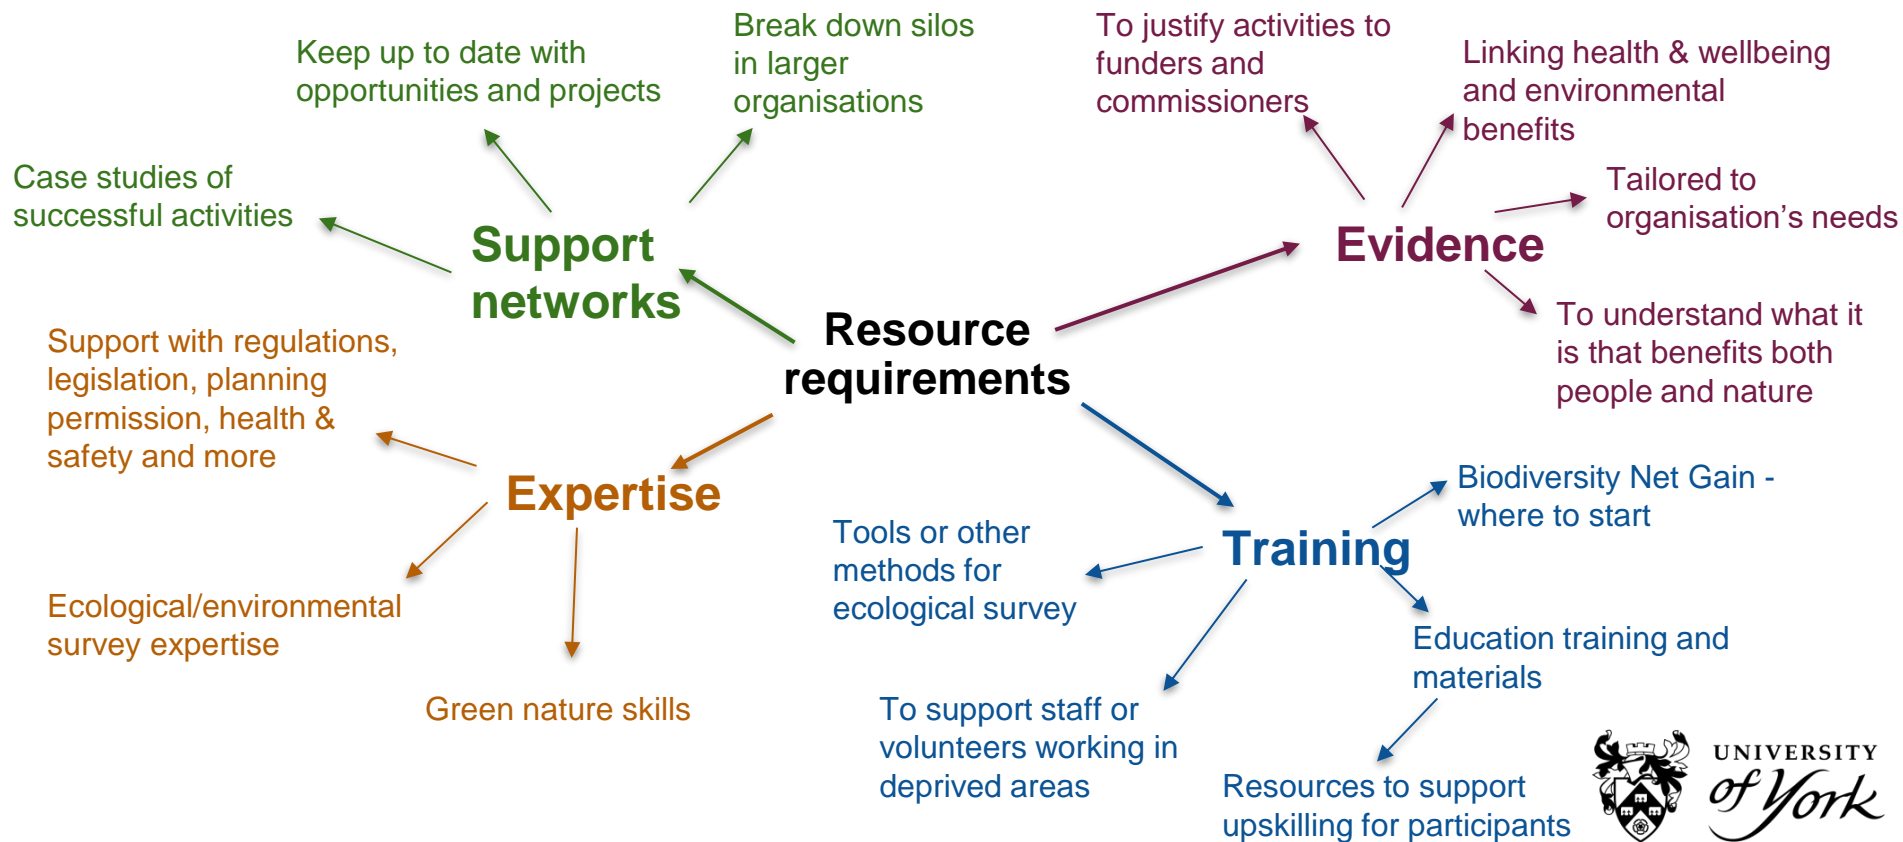 Keep up to date with
opportunities and projects
Break down silos
in larger
organisations
To justify activities to
funders and
commissioners
Linking health & wellbeing
and environmental
benefits
Case studies of
successful activities
Tailored to
organisation’s needs
Support
networks
Evidence
Resource
requirements
To understand what it
is that benefits both
people and nature
Support with regulations,
legislation, planning
permission, health &
safety and more
Expertise
Ecological/environmental
survey expertise
Green nature skills
Training
Biodiversity Net Gain -
where to start
Tools or other
methods for
ecological survey
Education training and
materials
To support staff or
volunteers working in
deprived areas
Resources to support
upskilling for participants
UNIVERSITY
of York